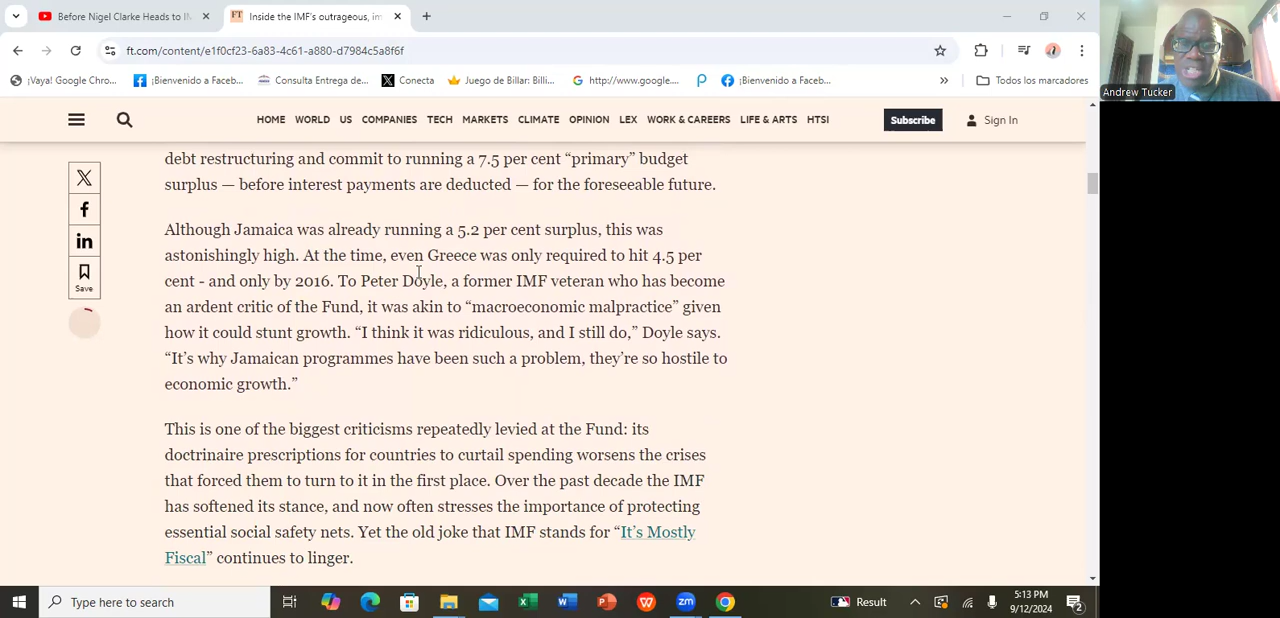 Before Nigel Clarke Heads to IM
FT
Inside the IMF's outrageous, im
ft.com/content/e1f0cf23-6a83-4c61-a880-d7984c5a8f6f
¡Vaya! Google Chro...
¡Bienvenido a Faceb...
Consulta Entrega de...
Conecta
Juego de Billar: Billi...
http://www.google....
¡Bienvenido a Faceb...
Todos los marcadores
Andrew Tucker
HOME WORLD US COMPANIES TECH MARKETS CLIMATE OPINION LEX WORK & CAREERS LIFE & ARTS HTSI
Subscribe
Sign In
debt restructuring and commit to running a 7.5 per cent “primary” budget
surplus — before interest payments are deducted — for the foreseeable future.
Although Jamaica was already running a 5.2 per cent surplus, this was
astonishingly high. At the time, even Greece was only required to hit 4.5 per
cent - and only by 2016. To Peter Doyle, a former IMF veteran who has become
an ardent critic of the Fund, it was akin to “macroeconomic malpractice” given
how it could stunt growth. “I think it was ridiculous, and I still do,” Doyle says.
“It’s why Jamaican programmes have been such a problem, they’re so hostile to
economic growth.”
This is one of the biggest criticisms repeatedly levied at the Fund: its
doctrinaire prescriptions for countries to curtail spending worsens the crises
that forced them to turn to it in the first place. Over the past decade the IMF
has softened its stance, and now often stresses the importance of protecting
essential social safety nets. Yet the old joke that IMF stands for “It’s Mostly
Fiscal” continues to linger.
Save
Type here to search
Result
5:13 PM
9/12/2024
2